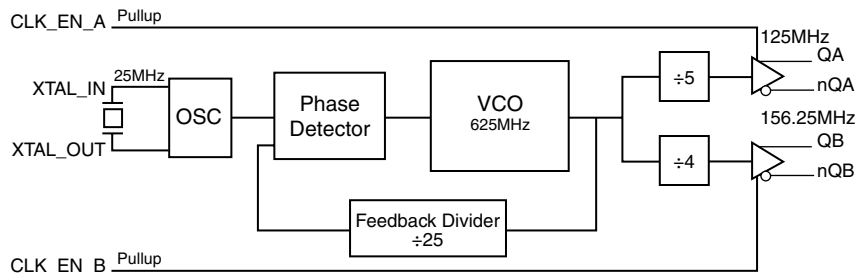 CLK_EN_A Pullup
125MHz
QA
nQA
XTAL_IN
25MHz
XTAL_OUT
OSC
Phase
Detector
VCO
625MHz
÷5
÷4
156.25MHz
QB
nQB
Feedback Divider
÷25
CLK_EN_B Pullup